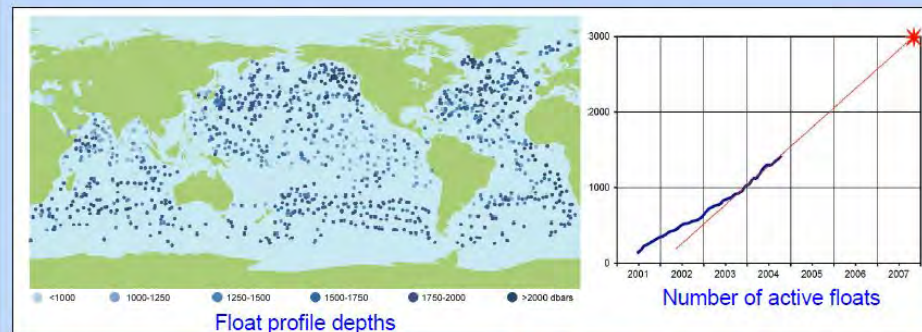 <1000 1000-1250 1250-1500 1500-1750 1750-2000 >2000 dbars
Float profile depths
3000
2000
1000
0
2001 2002 2003 2004 2005 2006 2007
Number of active floats